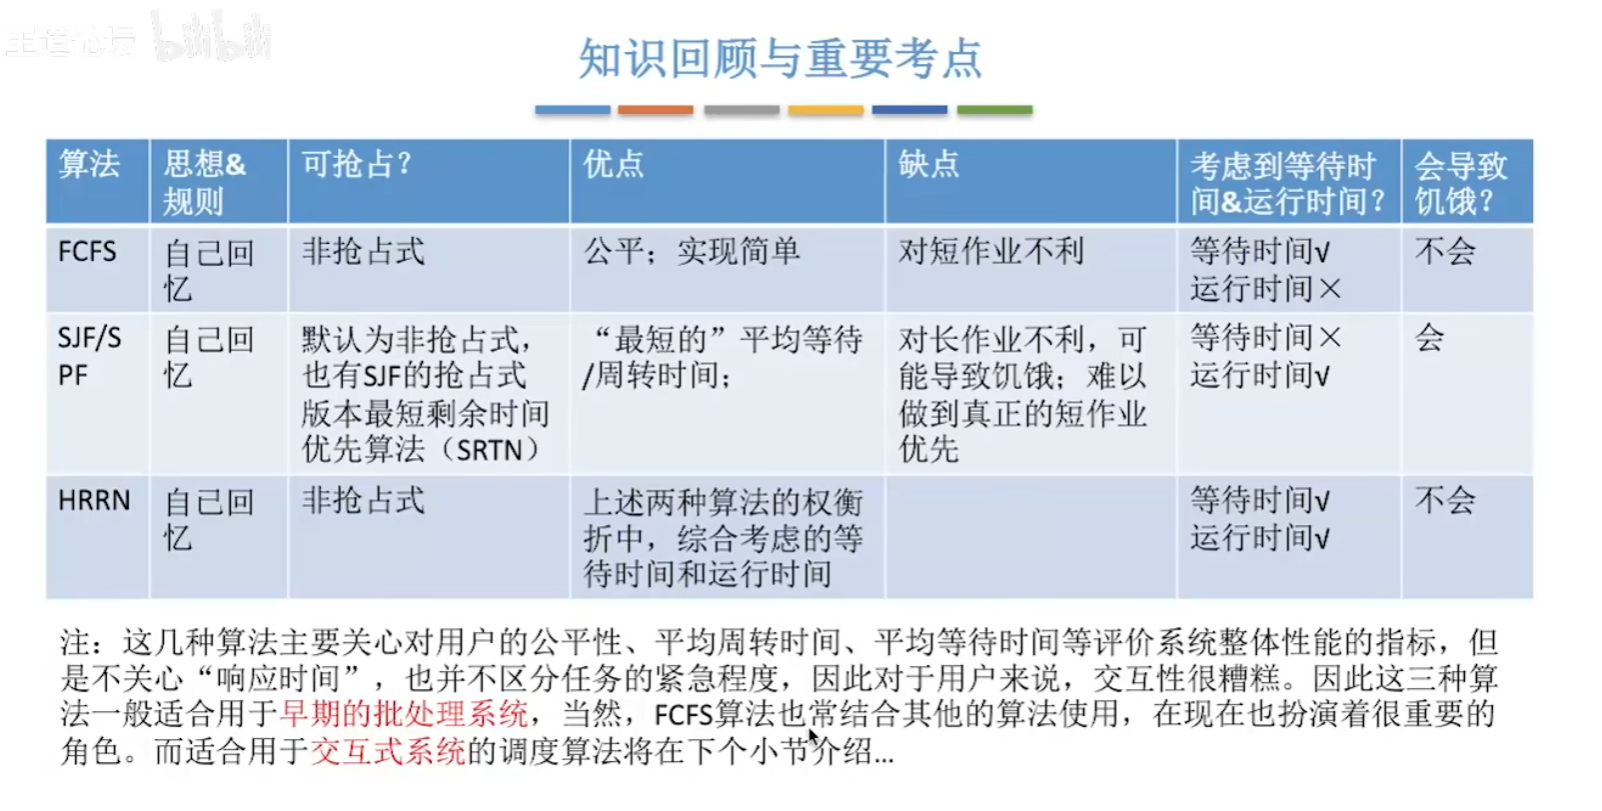 王道论坛 bilibili
知识回顾与重要考点
算法
思想&
规则
可抢占？
优点
缺点
考虑到等待时
间&运行时间？
会导致
饥饿？
FCFS
自己回
忆
非抢占式
公平；实现简单
对短作业不利
等待时间√
运行时间×
不会
SJF/S
PF
自己回
忆
默认为非抢占式，
也有SJF的抢占式
版本最短剩余时间
优先算法（SRTN）
“最短的”平均等待
/周转时间；
对长作业不利，可
能导致饥饿；难以
做到真正的短作业
优先
等待时间×
运行时间√
会
HRRN
自己回
忆
非抢占式
上述两种算法的权衡
折中，综合考虑的等
待时间和运行时间
等待时间√
运行时间√
不会
注：这几种算法主要关心对用户的公平性、平均周转时间、平均等待时间等评价系统整体性能的指标，但
是不关心“响应时间”，也并不区分任务的紧急程度，因此对于用户来说，交互性很糟糕。因此这三种算
法一般适合用于早期的批处理系统，当然，FCFS算法也常结合其他的算法使用，在现在也扮演着很重要的
角色。而适合用于交互式系统的调度算法将在下个小节介绍...